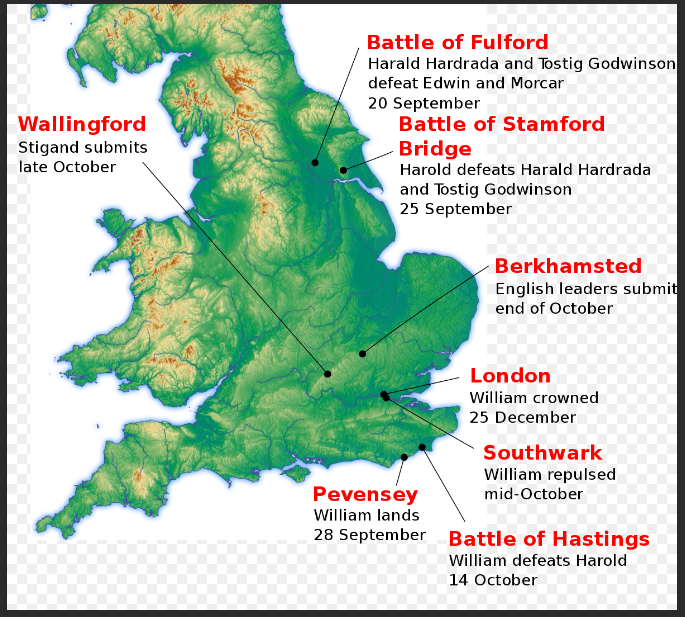 Battle of Fulford
Harald Hardrada and Tostig Godwinson
defeat Edwin and Morcar
20 September
Wallingford
Stigand submits
late October
Battle of Stamford
Bridge
Harold defeats Harald Hardrada
and Tostig Godwinson
25 September
Berkhamsted
English leaders submit
end of October
London
William crowned
25 December
Southwark
William repulsed
mid-October
Pevensey
William lands
28 September
Battle of Hastings
William defeats Harold
14 October